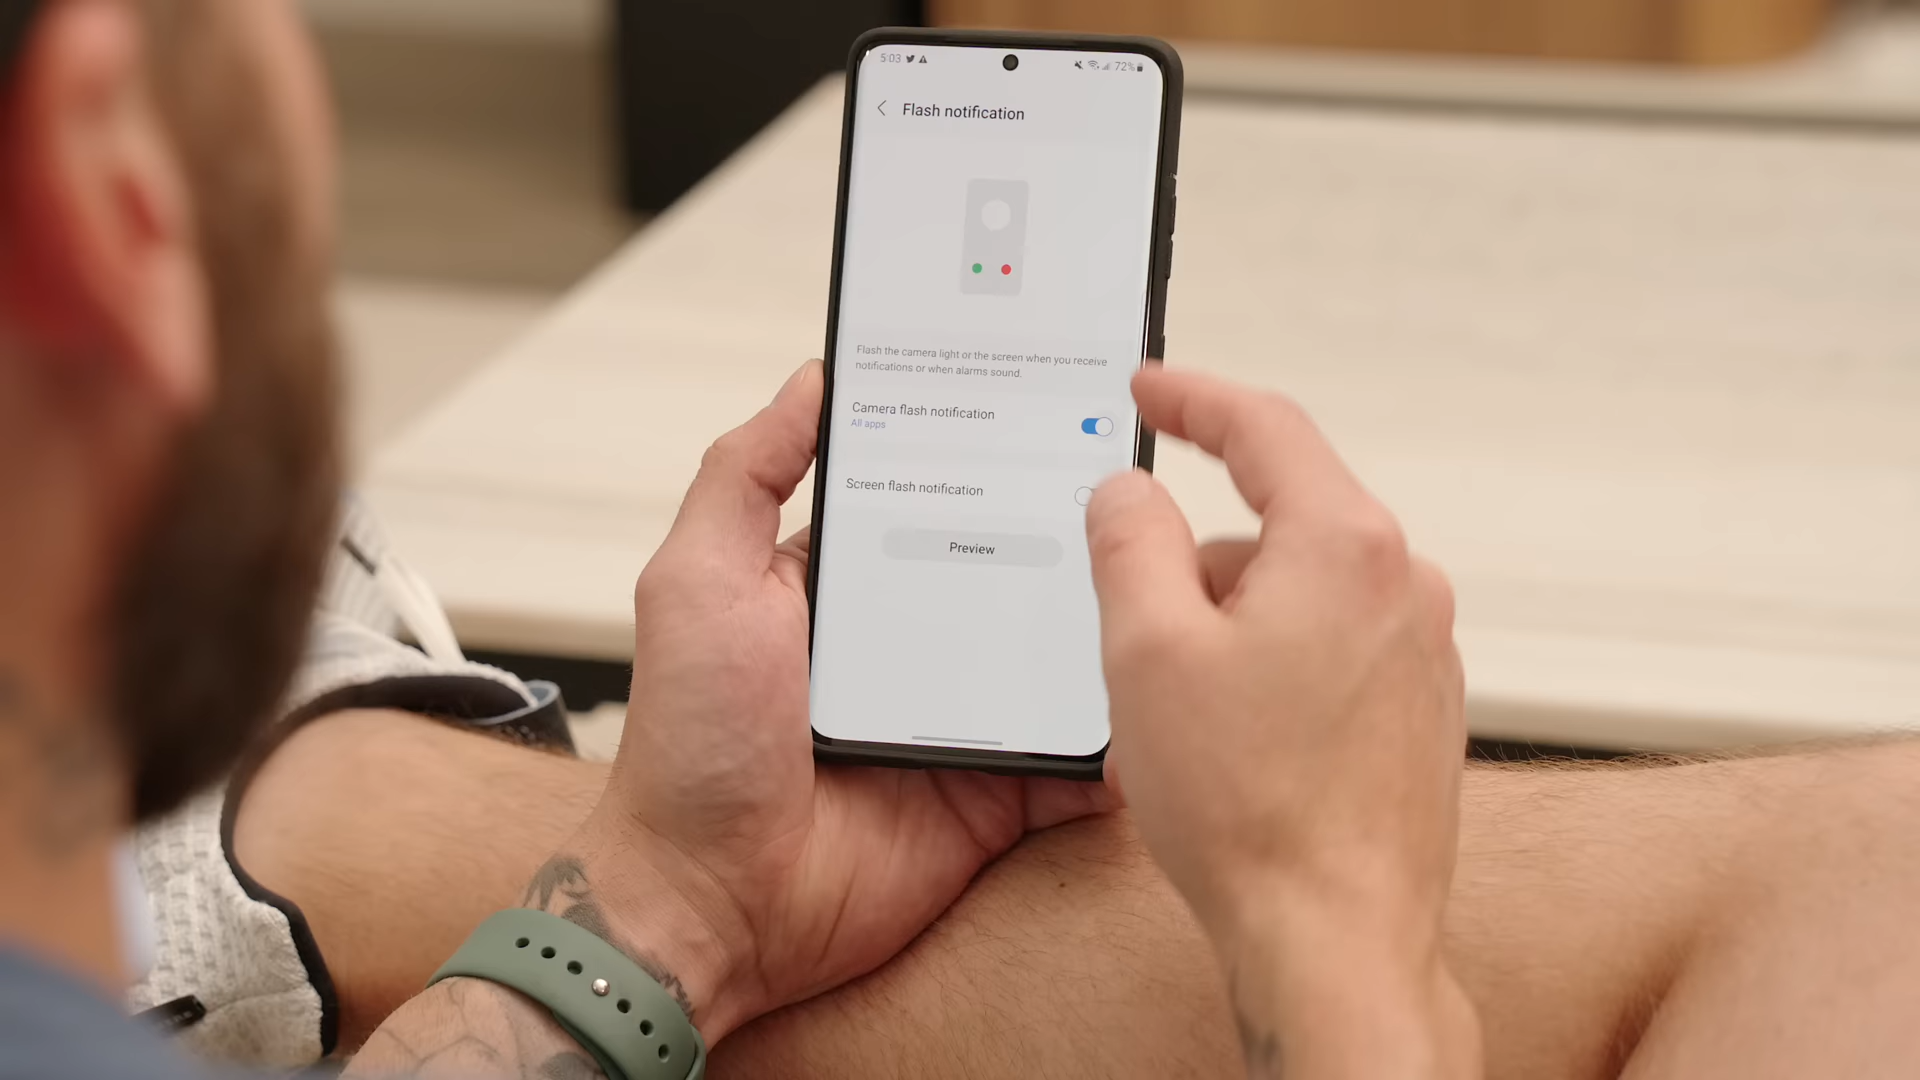 5:03 72%
Flash notification
Flash the camera light or the screen when you receive
notifications or when alarms sound.
Camera flash notification
All apps
Screen flash notification
Preview